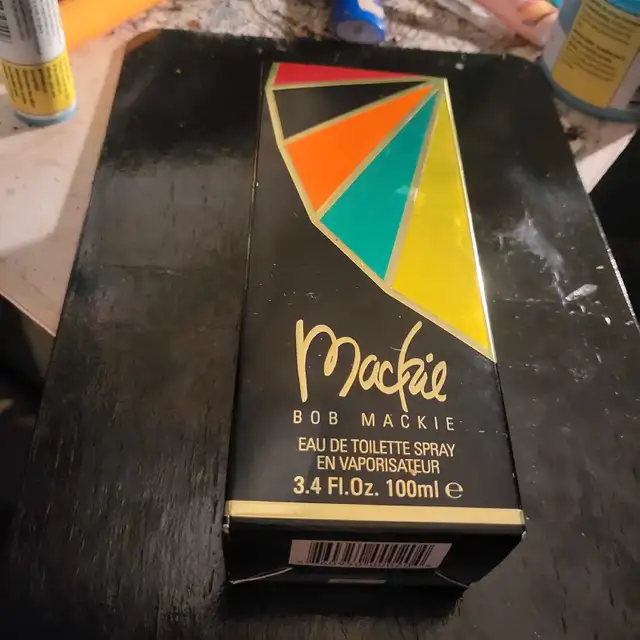 Mackie
BOB MACKIE
EAU DE TOILETTE SPRAY
EN VAPORISATEUR
3.4 Fl.Oz. 100ml ℮